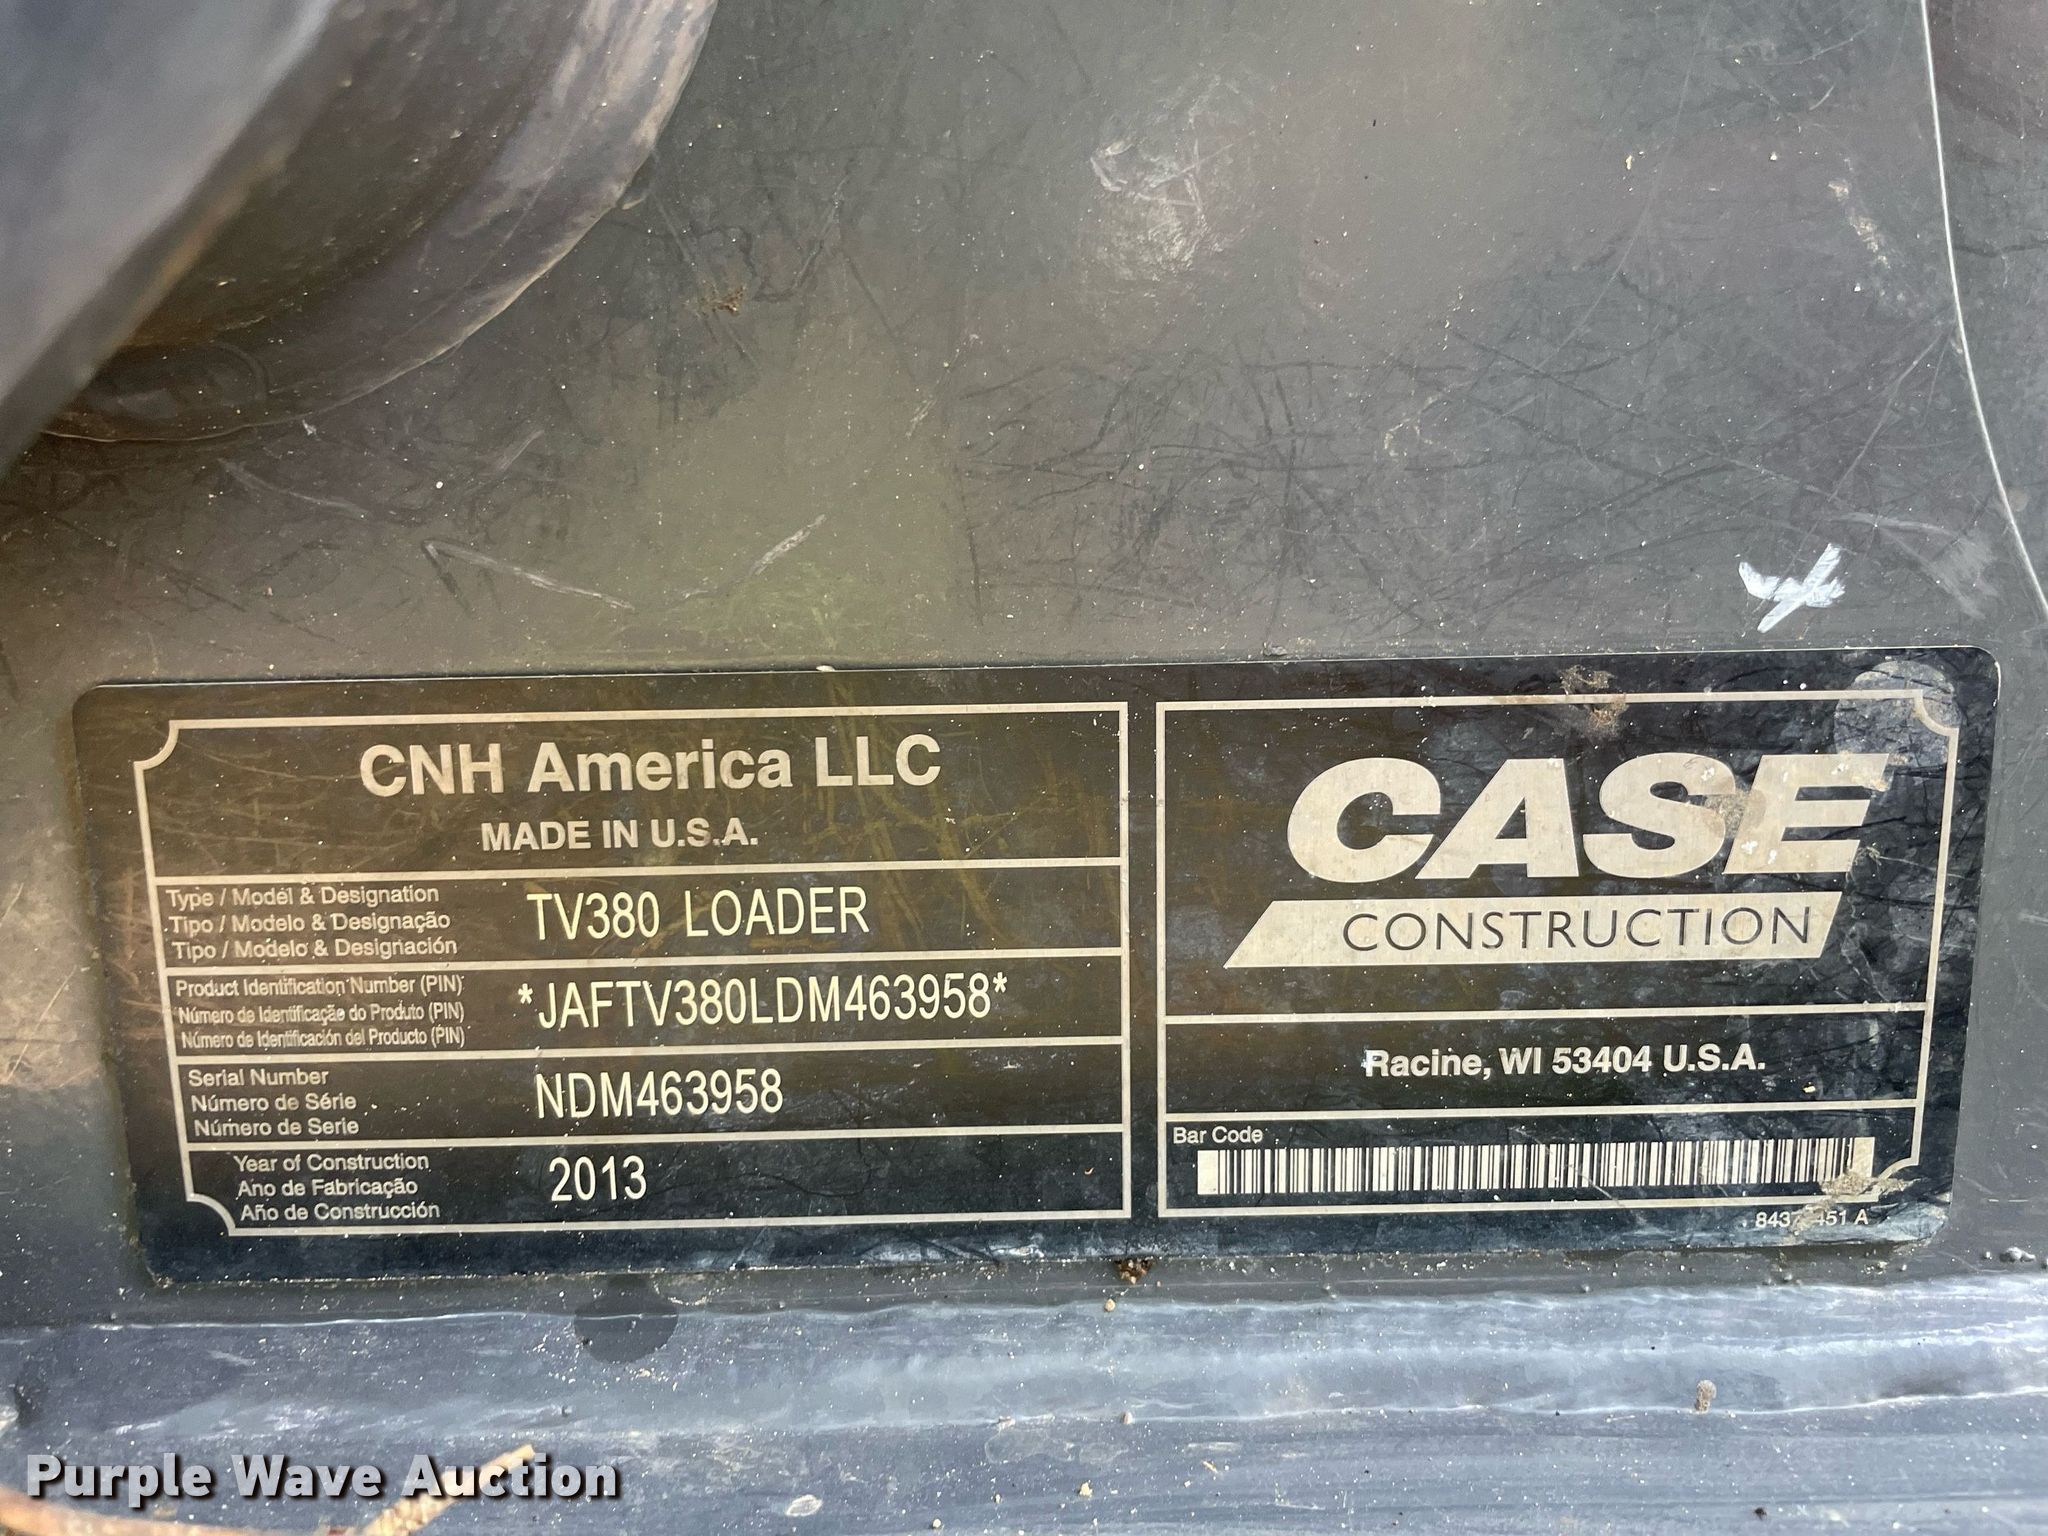 CNH America LLC
MADE IN U.S.A.
Type / Model & Designation
Tipo / Modelo & Designação
Tipo / Modelo & Designación
TV380 LOADER
Product Identification Number (PIN)
Número de Identificação do Produto (PIN)
Número de Identificación del Producto (PIN)
*JAFTV380LDM463958*
Serial Number
Número de Série
Número de Serie
NDM463958
Year of Construction
Ano de Fabricação
Año de Construcción
2013
CASE
CONSTRUCTION
Racine, WI 53404 U.S.A.
Bar Code
Purple Wave Auction